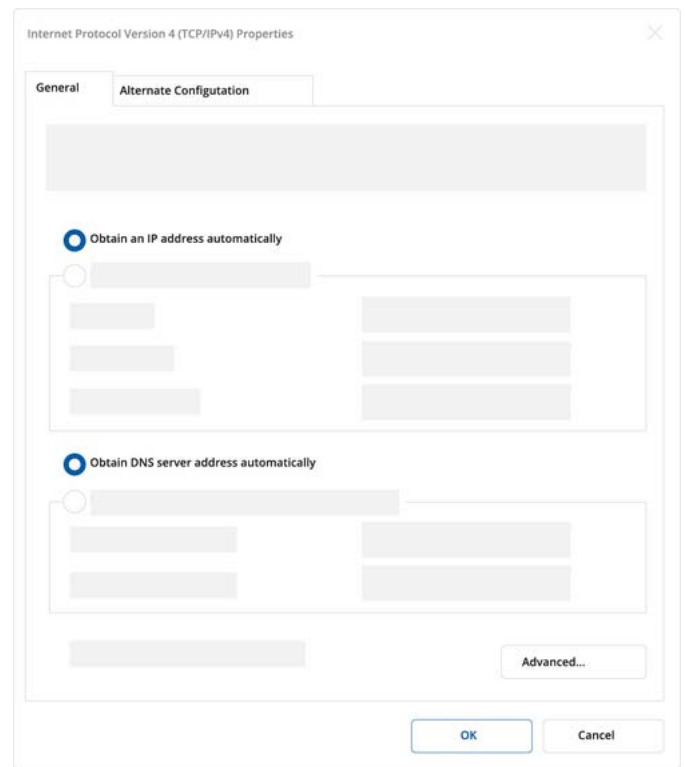 Internet Protocol Version 4 (TCP/IPv4) Properties
General
Alternate Configutation
Obtain an IP address automatically
Obtain DNS server address automatically
Advanced...
OK
Cancel